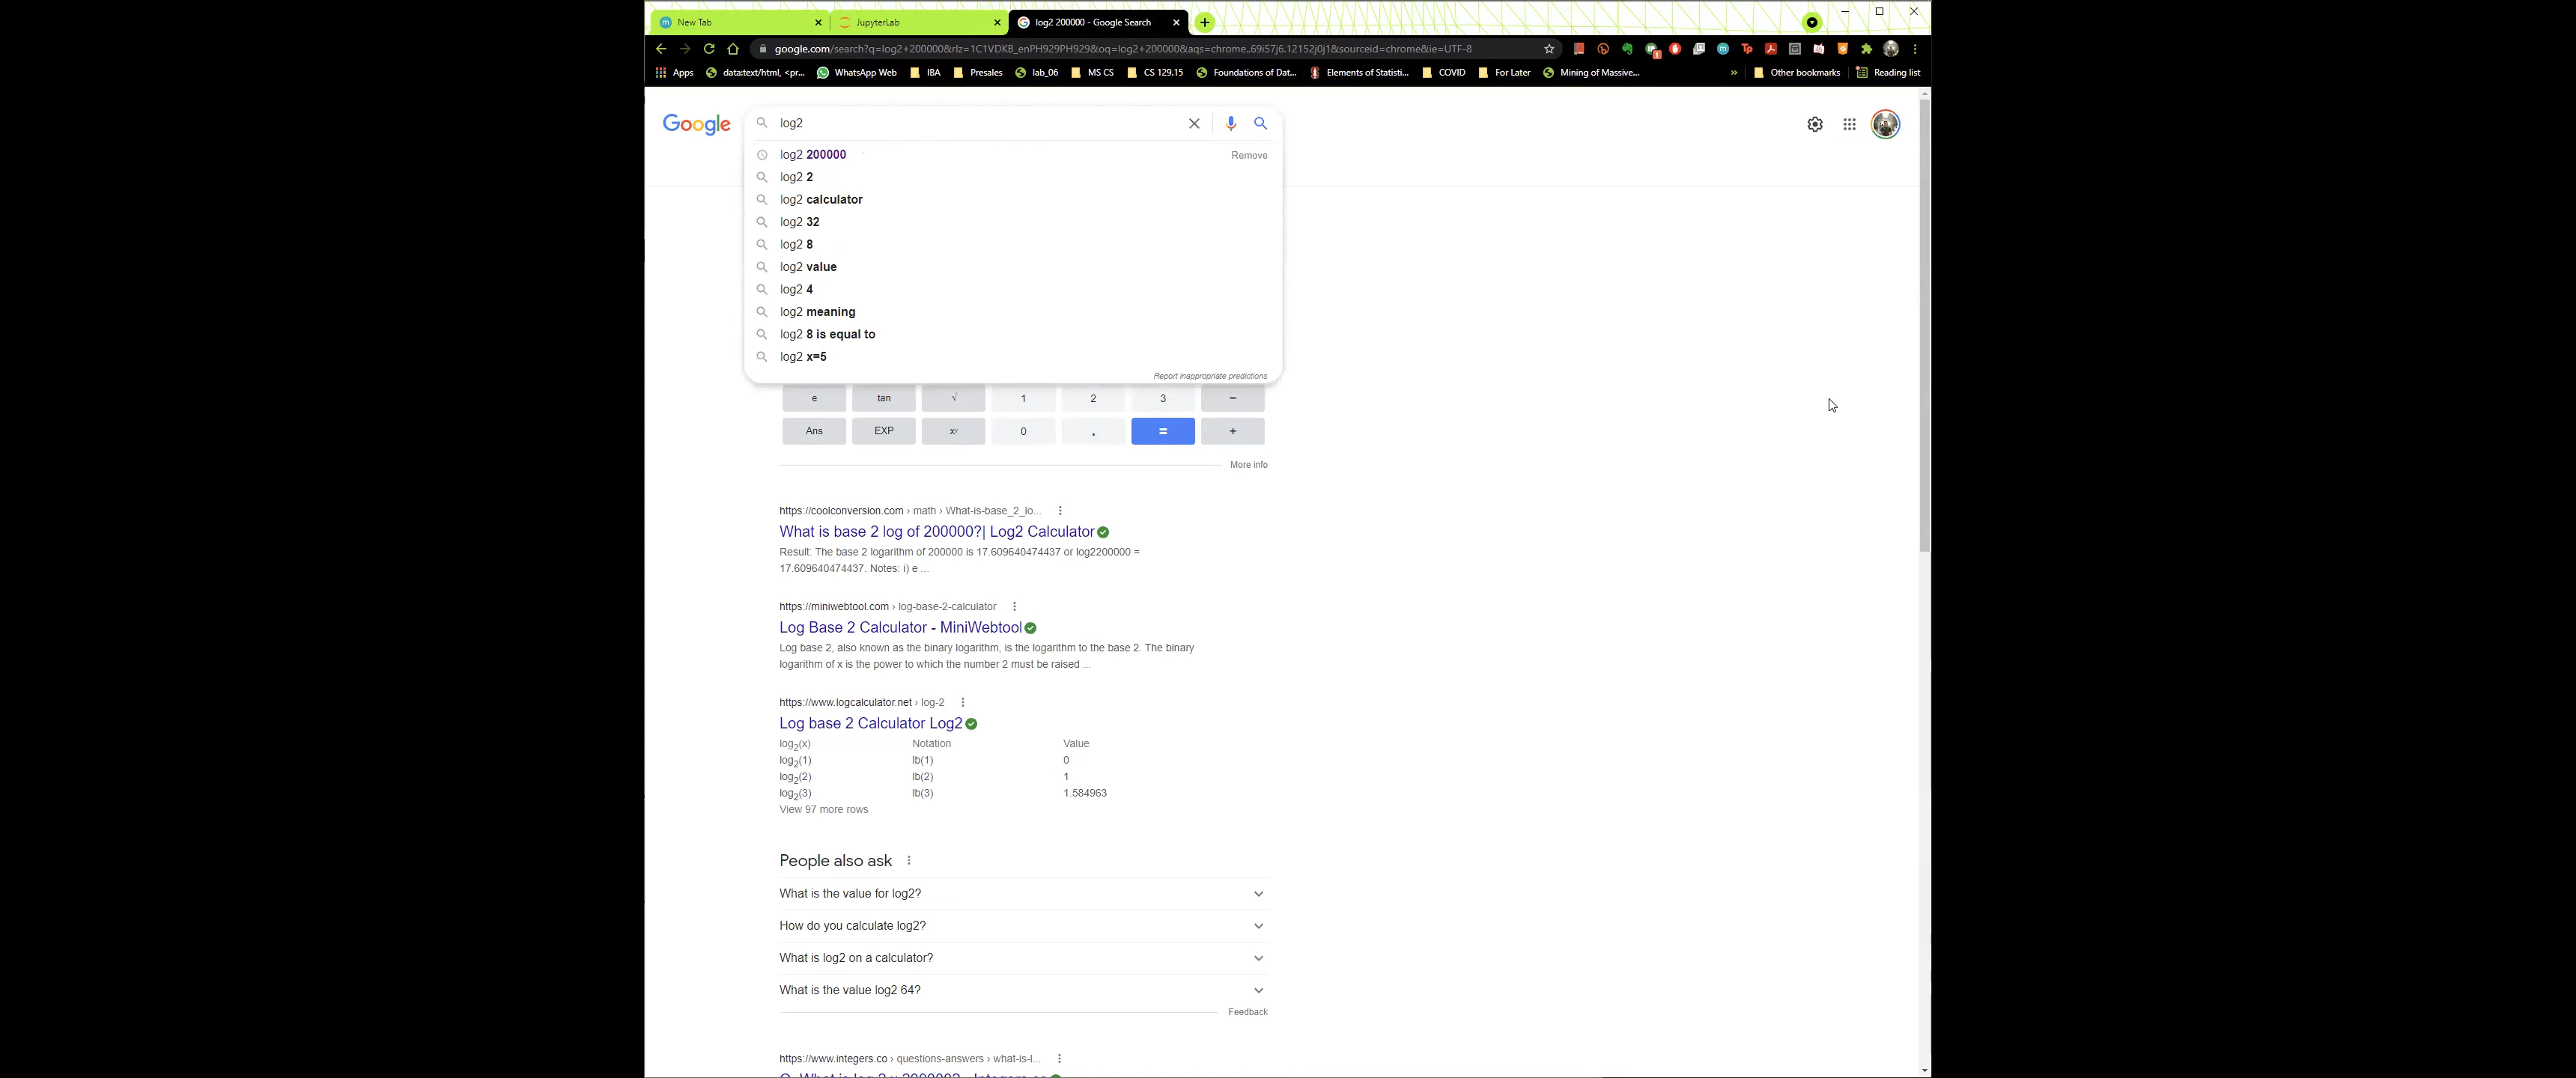 New Tab
JupyterLab
log2 200000 - Google Search
google.com/search?q=log2+200000&rlz=1C1VDKB_enPH929PH929&oq=log2+200000&aqs=chrome..69i57j6.12152j0j1&sourceid=chrome&ie=UTF-8
Apps
data:text/html, <pr...
WhatsApp Web
IBA
Presales
lab_06
MS CS
CS 129.15
Foundations of Dat...
Elements of Statisti...
COVID
For Later
Mining of Massive...
»
Other bookmarks
Reading list
Google
log2
log2 200000
Remove
log2 2
log2 calculator
log2 32
log2 8
log2 value
log2 4
log2 meaning
log2 8 is equal to
log2 x=5
Report inappropriate predictions
e tan √ 1 2 3 −
Ans EXP xʸ 0 . = +
More info
https://coolconversion.com › math › What-is-base_2_lo...
What is base 2 log of 200000?| Log2 Calculator
Result: The base 2 logarithm of 200000 is 17.609640474437 or log2200000 =
17.609640474437. Notes: i) e ...
https://miniwebtool.com › log-base-2-calculator
Log Base 2 Calculator - MiniWebtool
Log base 2, also known as the binary logarithm, is the logarithm to the base 2. The binary
logarithm of x is the power to which the number 2 must be raised ...
https://www.logcalculator.net › log-2
Log base 2 Calculator Log2
log₂(x) Notation Value
log₂(1) lb(1) 0
log₂(2) lb(2) 1
log₂(3) lb(3) 1.584963
View 97 more rows
People also ask
What is the value for log2?
How do you calculate log2?
What is log2 on a calculator?
What is the value log2 64?
Feedback
https://www.integers.co › questions-answers › what-is-l...